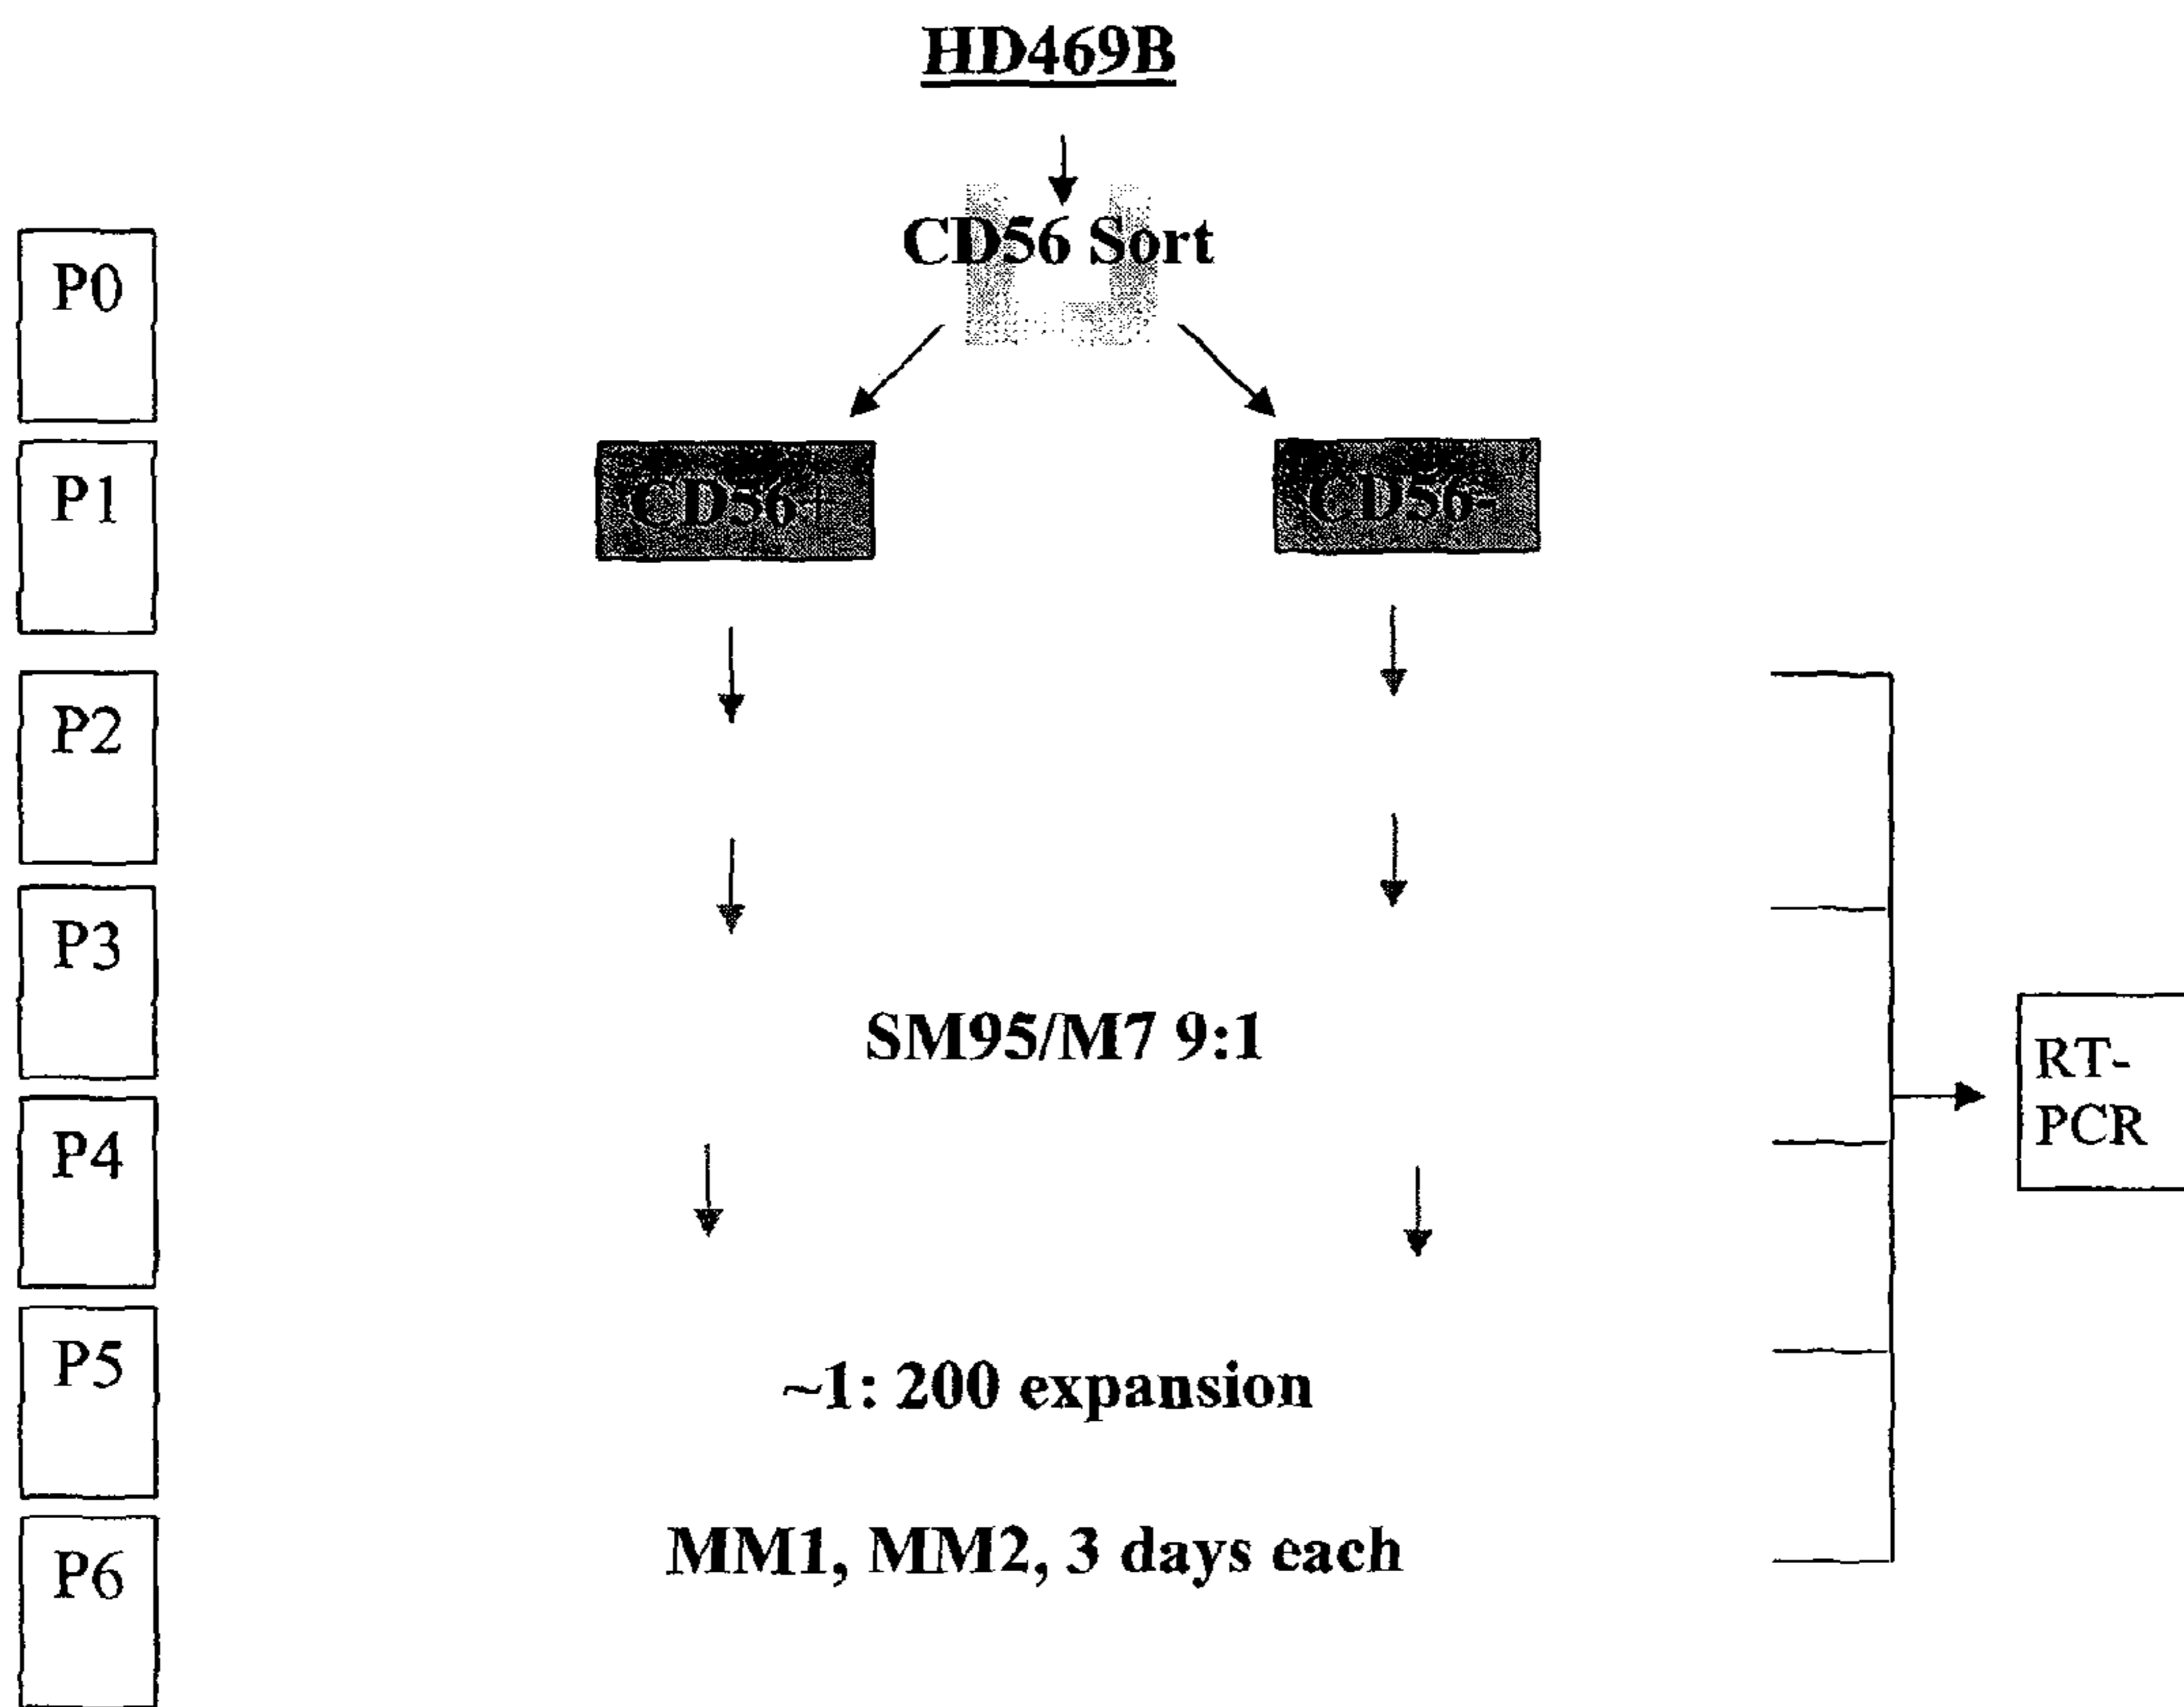 HD469B
CD56 Sort
P0
P1
CD56+
CD56-
P2
P3
SM95/M7 9:1
RT-
PCR
P4
P5
~1: 200 expansion
P6
MM1, MM2, 3 days each